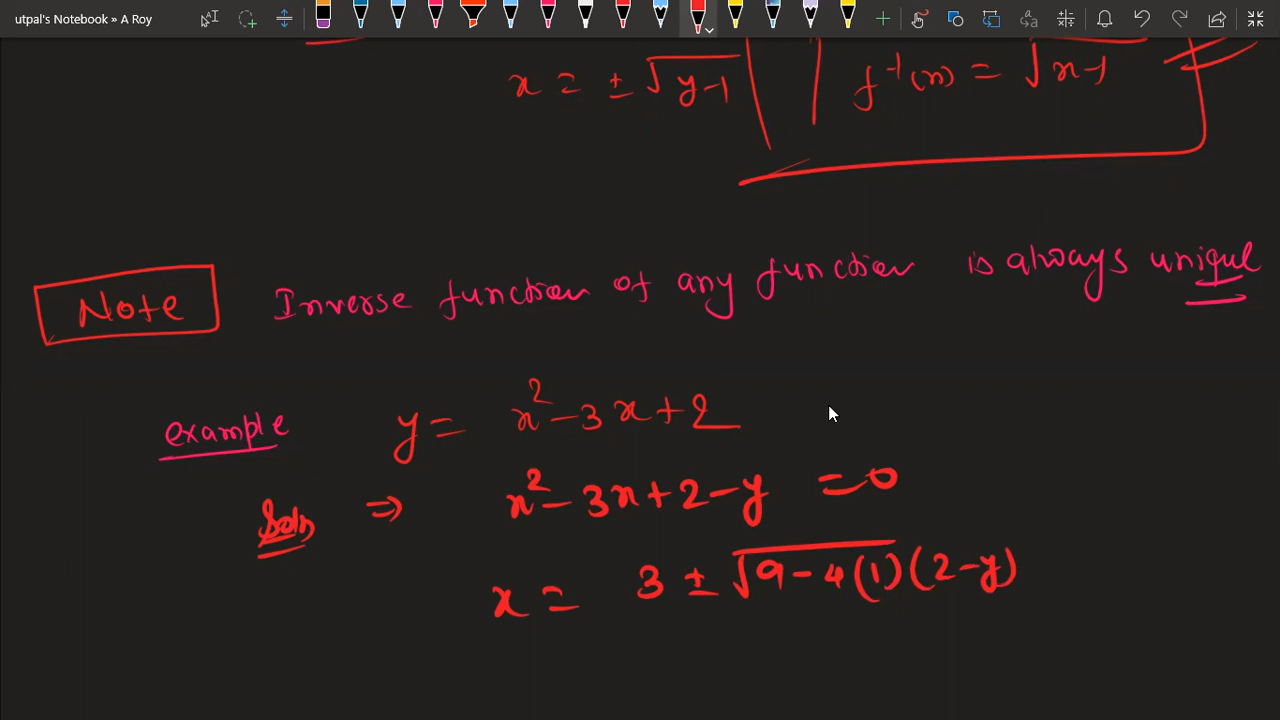 utpal's Notebook » A Roy
x = ± √y-1
f⁻¹(x) = √x-1
Note
Inverse function of any function is always unique
example y = x² - 3x + 2
Soln ⇒ x² - 3x + 2 - y = 0
x = 3 ± √9 - 4(1)(2-y)